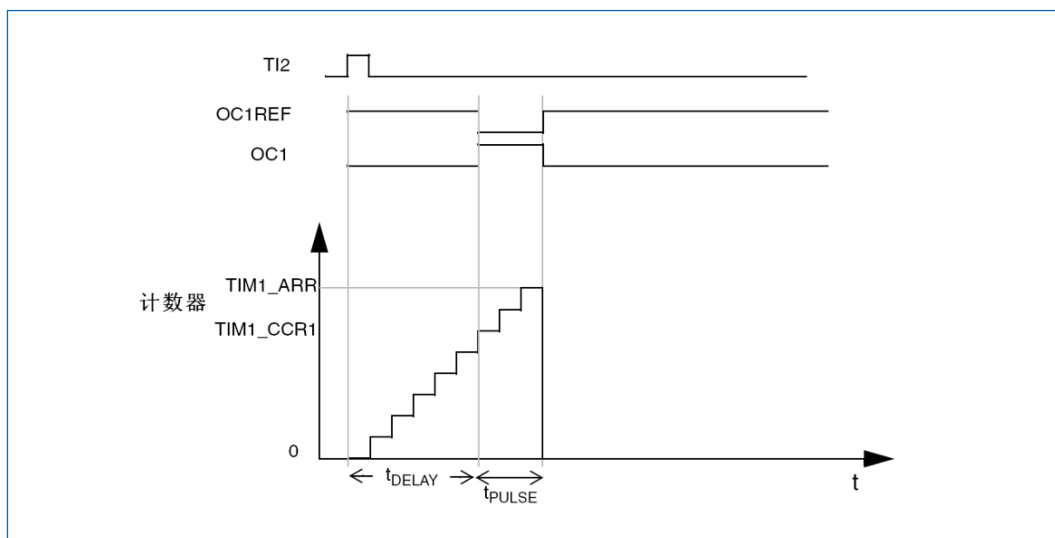 TI2
OC1REF
OC1
TIM1_ARR
计数器
TIM1_CCR1
0
tDELAY
tPULSE
t